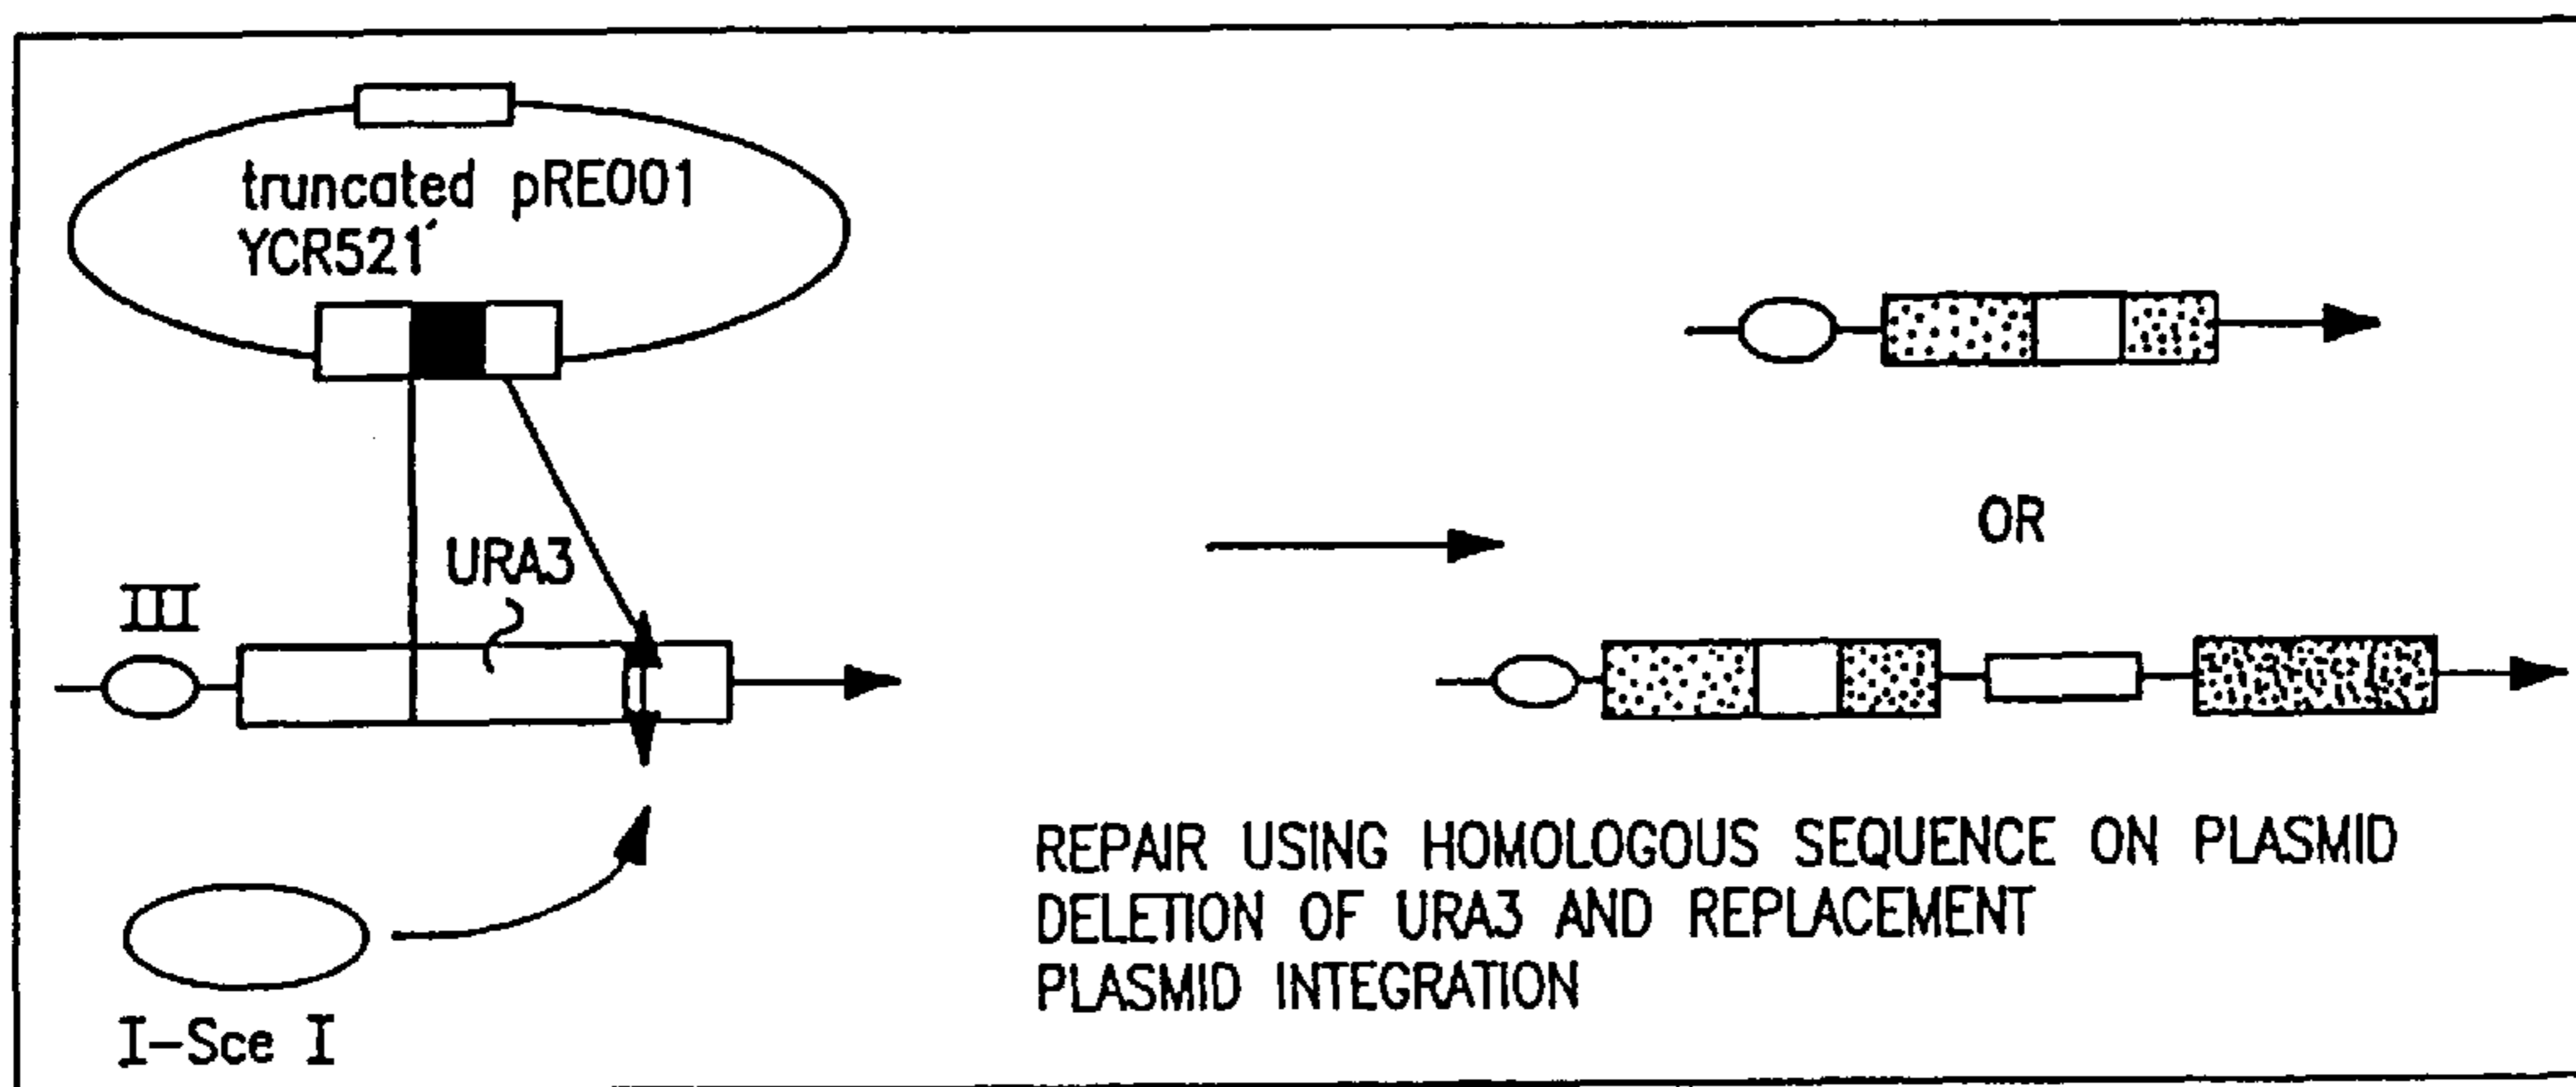 truncated pRE001
YCR521´
URA3
III
I-Sce I
OR
REPAIR USING HOMOLOGOUS SEQUENCE ON PLASMID
DELETION OF URA3 AND REPLACEMENT
PLASMID INTEGRATION